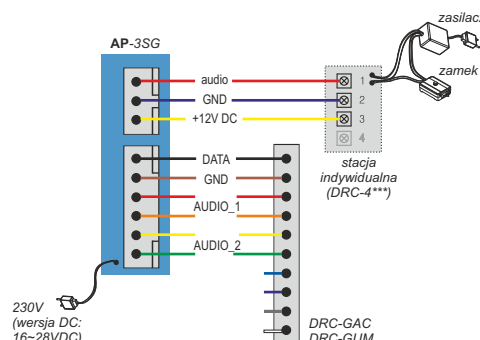 zasilacz
AP-3SG
zamek
audio
1
GND
2
+12V DC
3
4
DATA
stacja
indywidualna
(DRC-4***)
GND
AUDIO_1
AUDIO_2
230V
(wersja DC:
16~28VDC)
DRC-GAC
DRC-GUM